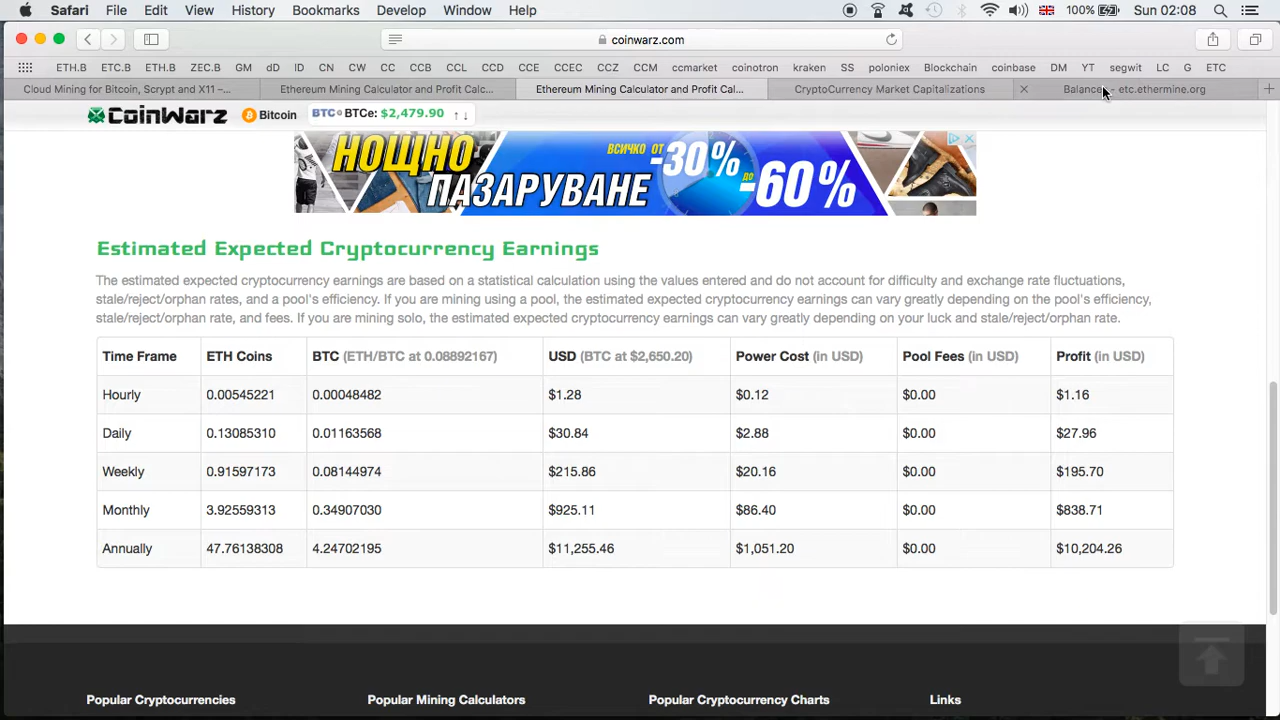 Safari File Edit View History Bookmarks Develop Window Help 100% Sun 02:08
coinwarz.com
ETH.B ETC.B ETH.B ZEC.B GM dD ID CN CW CC CCB CCL CCD CCE CCEC CCZ CCM ccmarket coinotron kraken SS poloniex Blockchain coinbase DM YT segwit LC G ETC
Cloud Mining for Bitcoin, Scrypt and X11 –... Ethereum Mining Calculator and Profit Calc... Ethereum Mining Calculator and Profit Cal... CryptoCurrency Market Capitalizations Balance - etc.ethermine.org
CoinWarz Bitcoin BTC BTCe: $2,479.90 ↑ ↓
НОЩНО
ПАЗАРУВАНЕ
ВСИЧКО ОТ
-30%
ДО
-60%
Estimated Expected Cryptocurrency Earnings
The estimated expected cryptocurrency earnings are based on a statistical calculation using the values entered and do not account for difficulty and exchange rate fluctuations,
stale/reject/orphan rates, and a pool's efficiency. If you are mining using a pool, the estimated expected cryptocurrency earnings can vary greatly depending on the pool's efficiency,
stale/reject/orphan rate, and fees. If you are mining solo, the estimated expected cryptocurrency earnings can vary greatly depending on your luck and stale/reject/orphan rate.
Time Frame ETH Coins BTC (ETH/BTC at 0.08892167) USD (BTC at $2,650.20) Power Cost (in USD) Pool Fees (in USD) Profit (in USD)
Hourly 0.00545221 0.00048482 $1.28 $0.12 $0.00 $1.16
Daily 0.13085310 0.01163568 $30.84 $2.88 $0.00 $27.96
Weekly 0.91597173 0.08144974 $215.86 $20.16 $0.00 $195.70
Monthly 3.92559313 0.34907030 $925.11 $86.40 $0.00 $838.71
Annually 47.76138308 4.24702195 $11,255.46 $1,051.20 $0.00 $10,204.26
Popular Cryptocurrencies Popular Mining Calculators Popular Cryptocurrency Charts Links